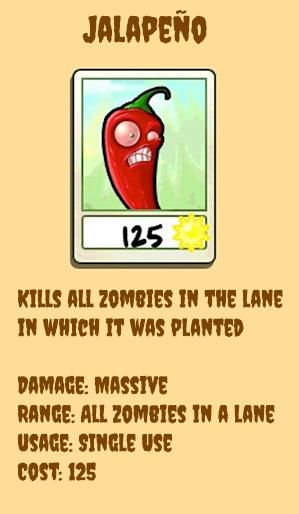 JALAPEÑO
125
KILLS ALL ZOMBIES IN THE LANE
IN WHICH IT WAS PLANTED
DAMAGE: MASSIVE
RANGE: ALL ZOMBIES IN A LANE
USAGE: SINGLE USE
COST: 125